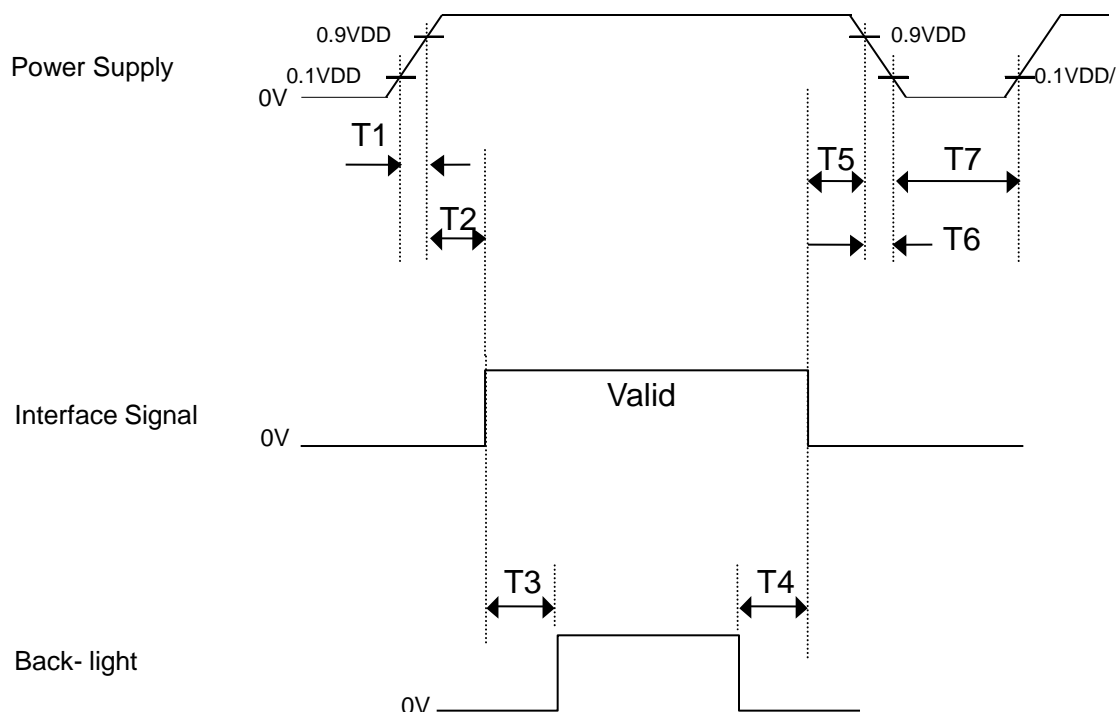 0.9VDD
0.9VDD
Power Supply
0.1VDD
0.1VDD/
0V
T1
T5
T7
T2
T6
Valid
Interface Signal
0V
T3
T4
Back- light
0V